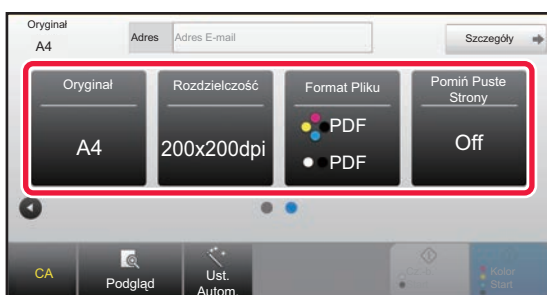 Oryginał
A4
Adres
Adres E-mail
Szczegóły
Oryginał
A4
Rozdzielczość
200x200dpi
Format Pliku
PDF
PDF
Pomiń Puste
Strony
Off
CA
Podgląd
Ust.
Autom.
Kolor
Start